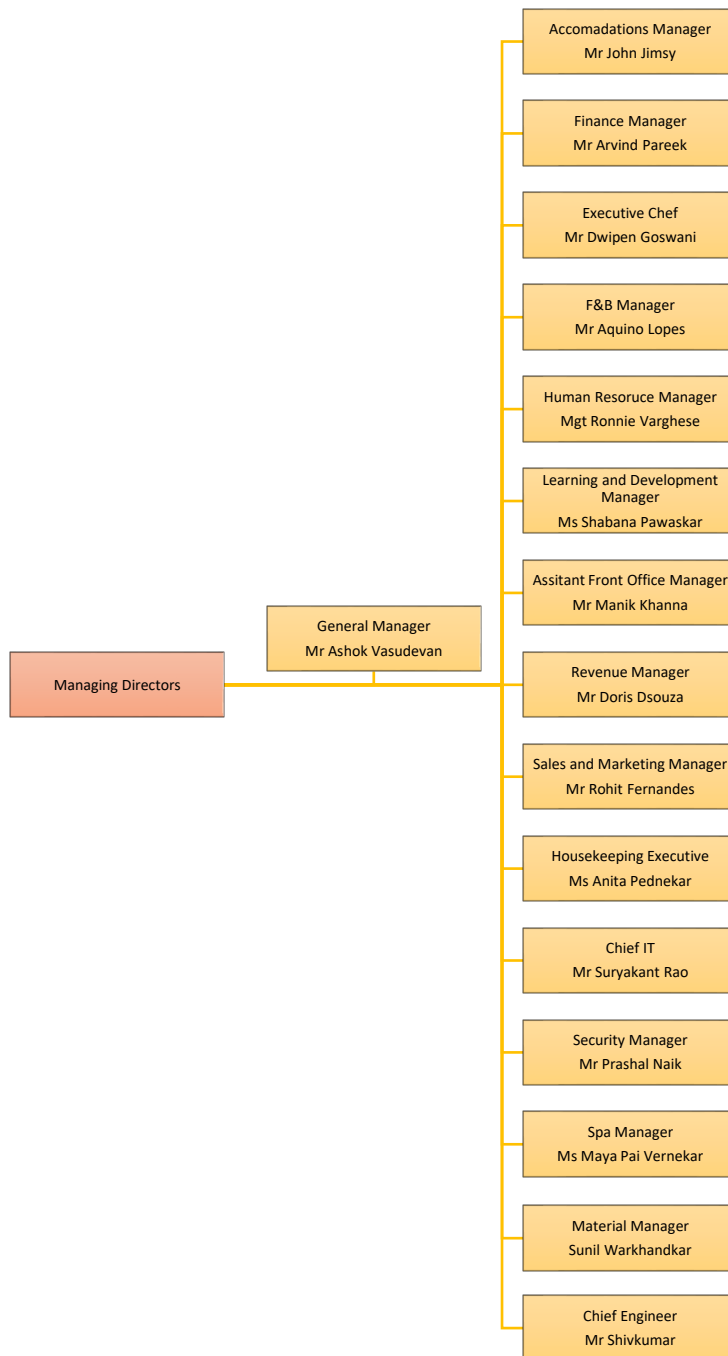 Accomadations Manager
Mr John Jimsy
Finance Manager
Mr Arvind Pareek
Executive Chef
Mr Dwipen Goswani
F&B Manager
Mr Aquino Lopes
Human Resoruce Manager
Mgt Ronnie Varghese
Learning and Development
Manager
Ms Shabana Pawaskar
Assitant Front Office Manager
Mr Manik Khanna
General Manager
Mr Ashok Vasudevan
Managing Directors
Revenue Manager
Mr Doris Dsouza
Sales and Marketing Manager
Mr Rohit Fernandes
Housekeeping Executive
Ms Anita Pednekar
Chief IT
Mr Suryakant Rao
Security Manager
Mr Prashal Naik
Spa Manager
Ms Maya Pai Vernekar
Material Manager
Sunil Warkhandkar
Chief Engineer
Mr Shivkumar